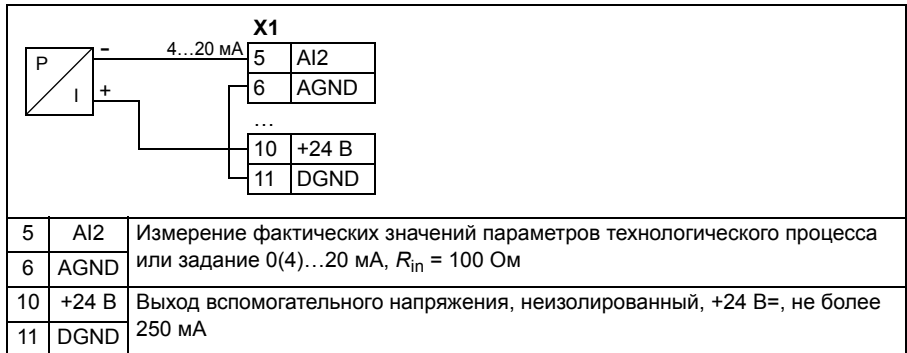 X1
- 4…20 мА 5 AI2
P I + 6 AGND
…
10 +24 В
11 DGND
5 AI2 Измерение фактических значений параметров технологического процесса
6 AGND или задание 0(4)…20 мА, Rin = 100 Ом
10 +24 В Выход вспомогательного напряжения, неизолированный, +24 В=, не более
11 DGND 250 мА